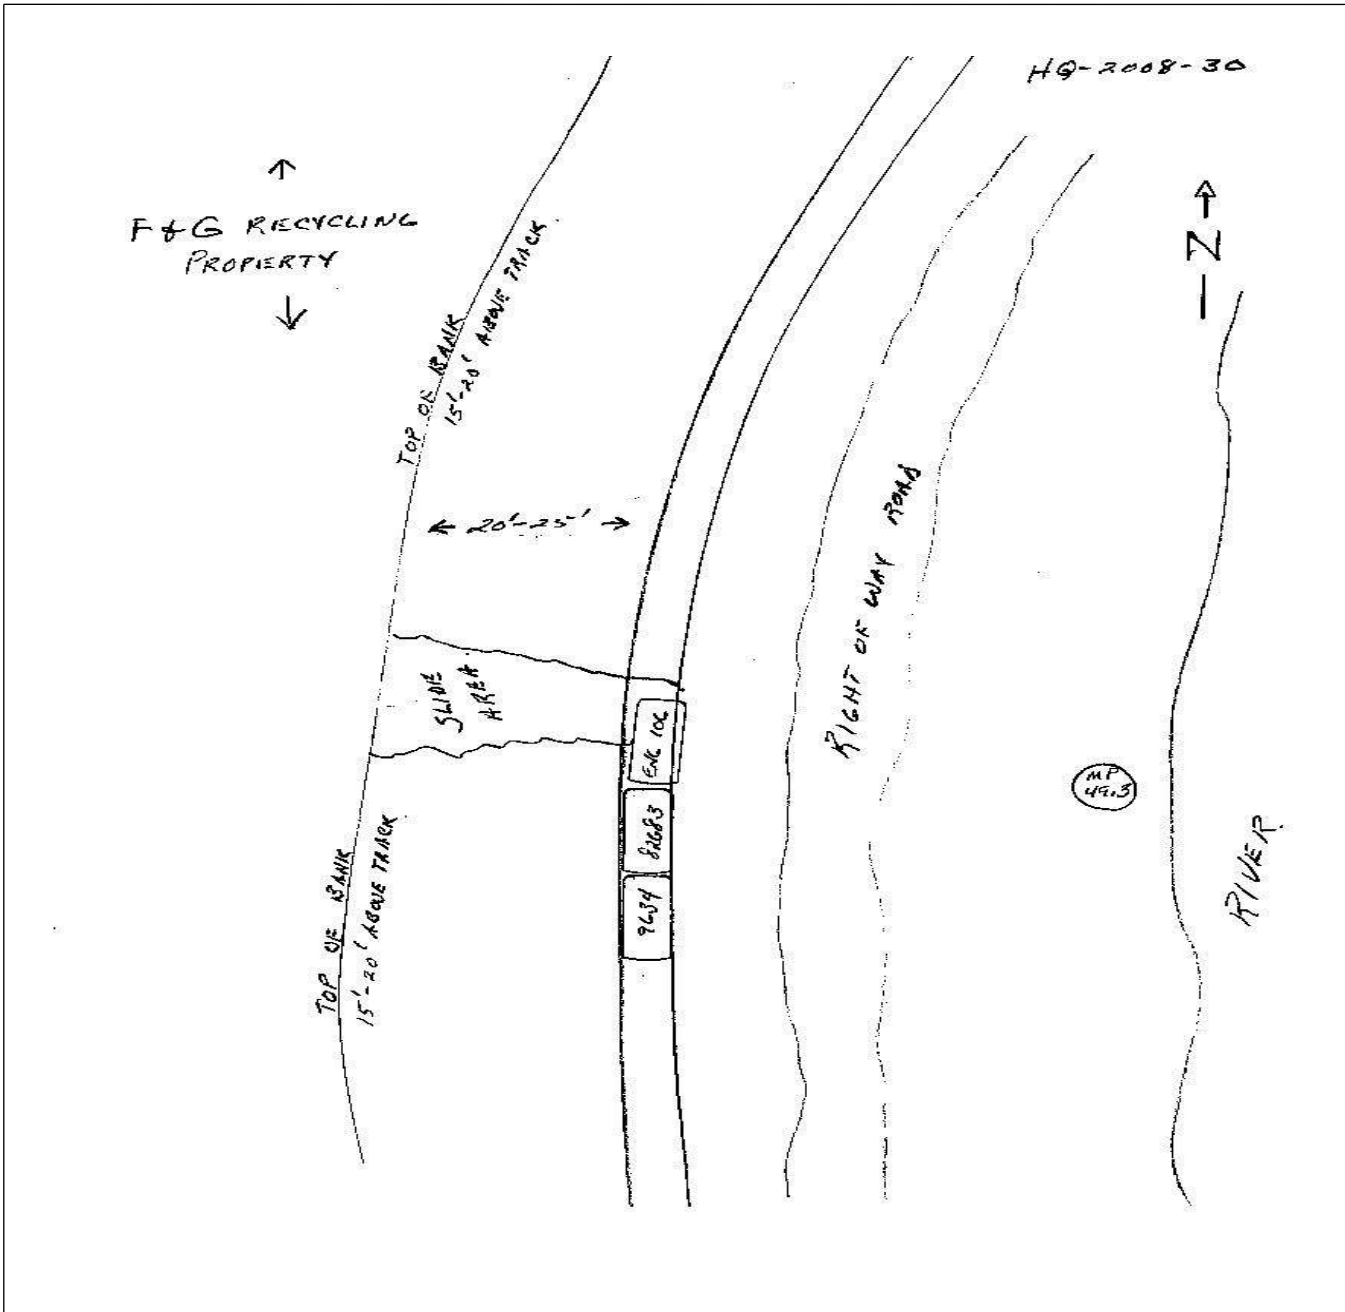 HQ-2008-30
F & G RECYCLING
PROPERTY
N
TOP OF BANK
15'-20' ABOVE TRACK
20'-25'
RIGHT OF WAY ROAD
SLIDE
AREA
ENG 106
82683
9634
MP
49.3
RIVER
TOP OF BANK
15'-20' ABOVE TRACK